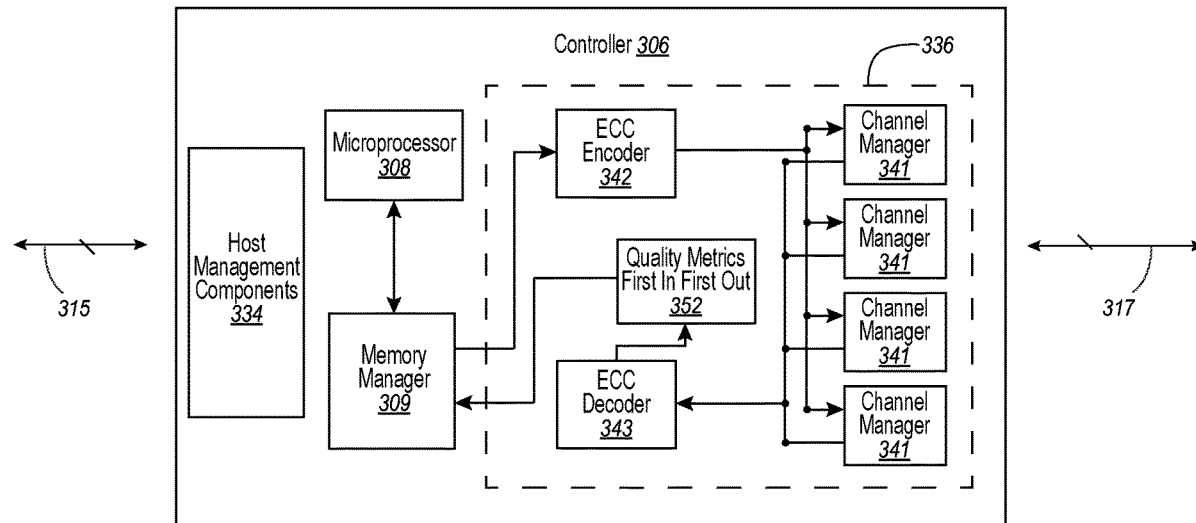 Controller 306
336
Microprocessor
308
ECC
Encoder
342
Channel
Manager
341
Host
Management
Components
334
Channel
Manager
341
Quality Metrics
First In First Out
352
315
317
Memory
Manager
309
ECC
Decoder
343
Channel
Manager
341
Channel
Manager
341